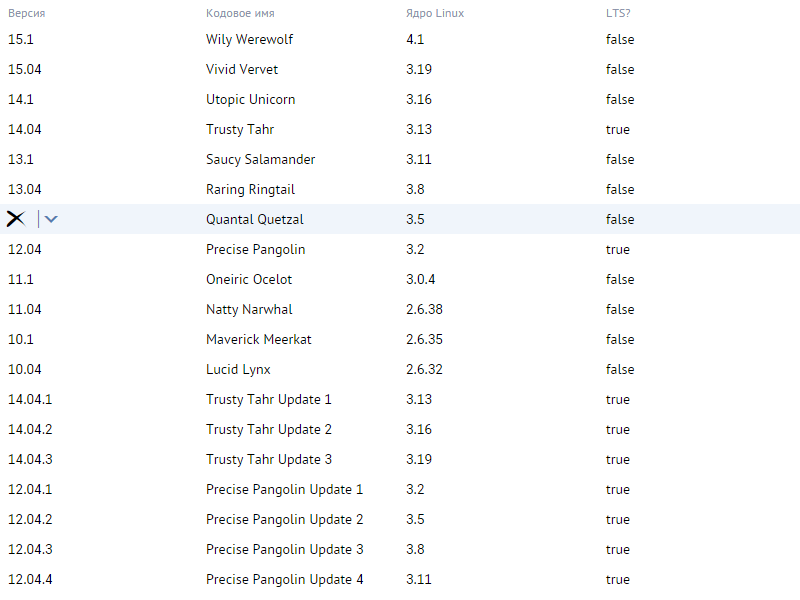 Версия Кодовое имя Ядро Linux LTS?
15.1 Wily Werewolf 4.1 false
15.04 Vivid Vervet 3.19 false
14.1 Utopic Unicorn 3.16 false
14.04 Trusty Tahr 3.13 true
13.1 Saucy Salamander 3.11 false
13.04 Raring Ringtail 3.8 false
Quantal Quetzal 3.5 false
12.04 Precise Pangolin 3.2 true
11.1 Oneiric Ocelot 3.0.4 false
11.04 Natty Narwhal 2.6.38 false
10.1 Maverick Meerkat 2.6.35 false
10.04 Lucid Lynx 2.6.32 false
14.04.1 Trusty Tahr Update 1 3.13 true
14.04.2 Trusty Tahr Update 2 3.16 true
14.04.3 Trusty Tahr Update 3 3.19 true
12.04.1 Precise Pangolin Update 1 3.2 true
12.04.2 Precise Pangolin Update 2 3.5 true
12.04.3 Precise Pangolin Update 3 3.8 true
12.04.4 Precise Pangolin Update 4 3.11 true